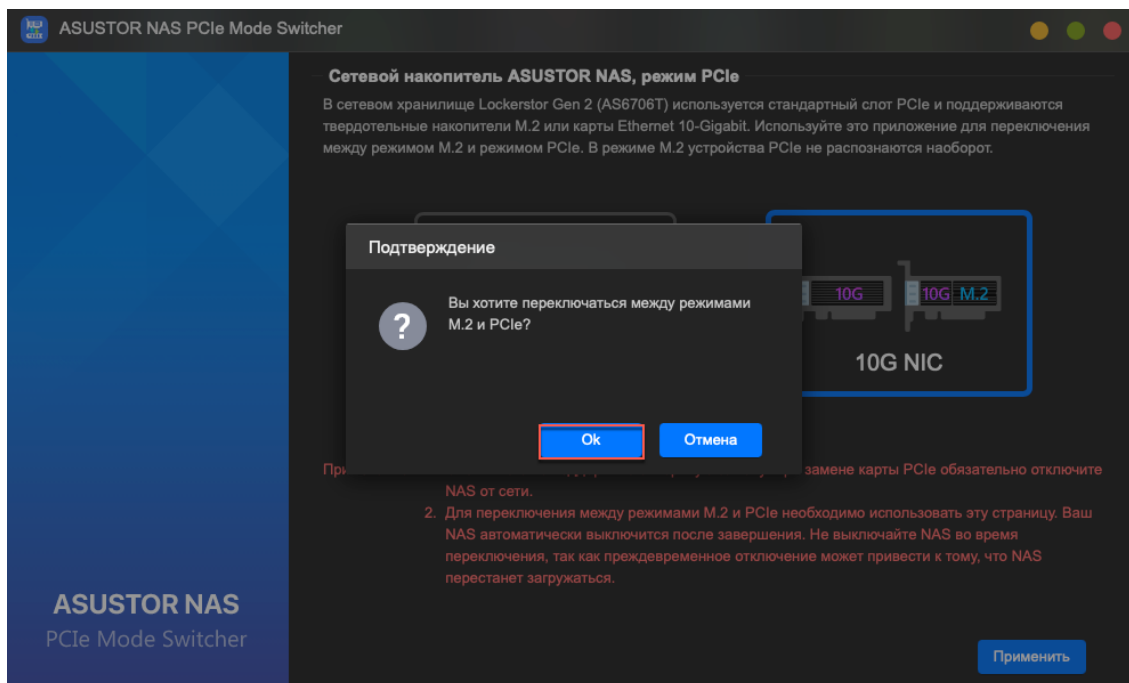 ASUSTOR NAS PCIe Mode Switcher
Сетевой накопитель ASUSTOR NAS, режим PCIe
В сетевом хранилище Lockerstor Gen 2 (AS6706T) используется стандартный слот PCIe и поддерживаются
твердотельные накопители M.2 или карты Ethernet 10-Gigabit. Используйте это приложение для переключения
между режимом M.2 и режимом PCIe. В режиме M.2 устройства PCIe не распознаются наоборот.
Подтверждение
Вы хотите переключаться между режимами
M.2 и PCIe?
Ok
Отмена
10G
10G M.2
10G NIC
При
замене карты PCIe обязательно отключите
NAS от сети.
2. Для переключения между режимами M.2 и PCIe необходимо использовать эту страницу. Ваш
NAS автоматически выключится после завершения. Не выключайте NAS во время
переключения, так как преждевременное отключение может привести к тому, что NAS
перестанет загружаться.
ASUSTOR NAS
PCIe Mode Switcher
Применить